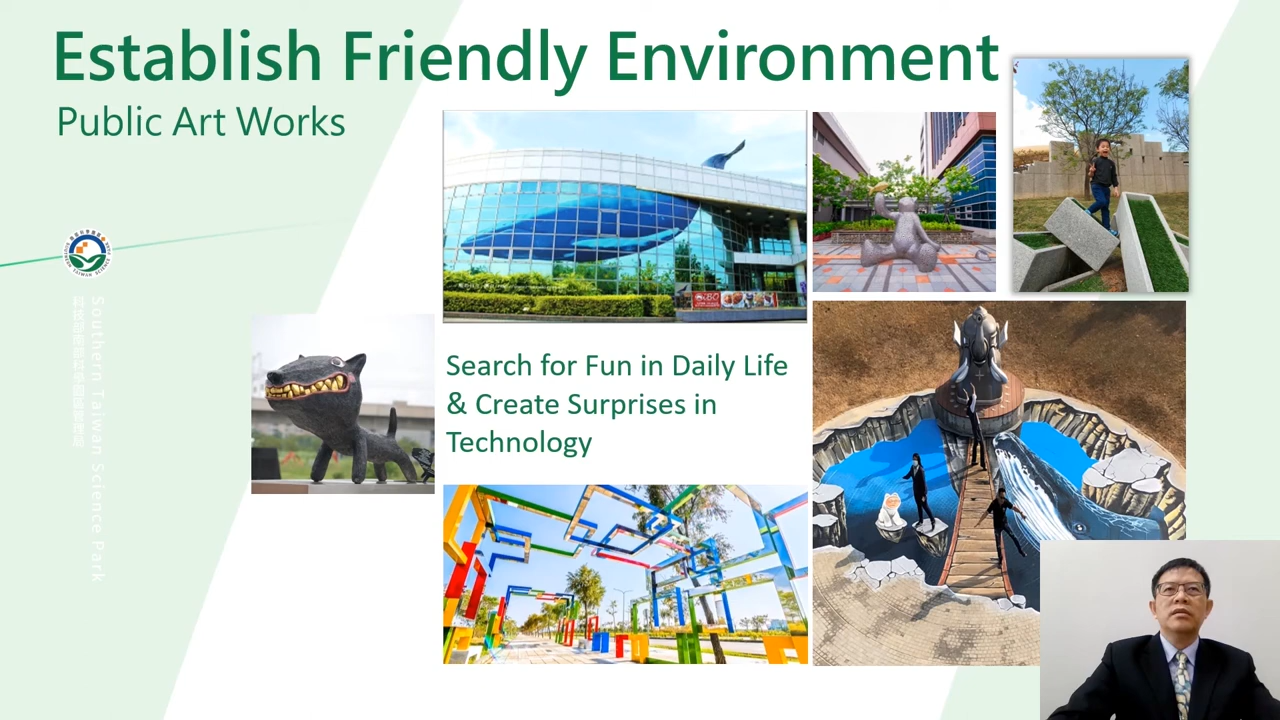 Establish Friendly Environment
Public Art Works
Search for Fun in Daily Life
& Create Surprises in
Technology
Southern Taiwan Science Park